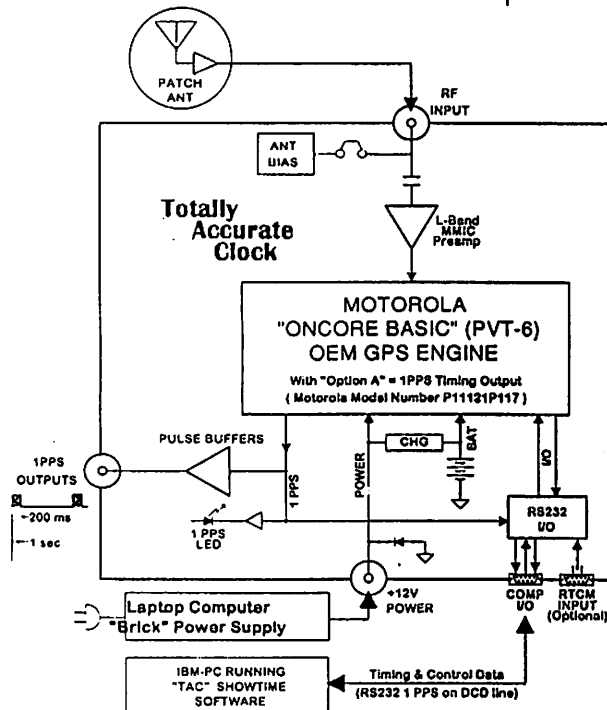 PATCH
ANT
RF
INPUT
ANT
BIAS
Totally
Accurate
Clock
L-Band
MMIC
Preamp
MOTOROLA
"ONCORE BASIC" (PVT-6)
OEM GPS ENGINE
With "Option A" = 1PPS Timing Output
( Motorola Model Number P11121P117 )
PULSE BUFFERS
1PPS
OUTPUTS
~200 ms
1 sec
1 PPS
LED
1 PPS
POWER
CHG
BAT
I/O
RS232
I/O
+12V
POWER
COMP
I/O
RTCM
INPUT
(Optional)
Laptop Computer
"Brick" Power Supply
IBM-PC RUNNING
"TAC" SHOWTIME
SOFTWARE
Timing & Control Data
(RS232 1 PPS on DCD line)